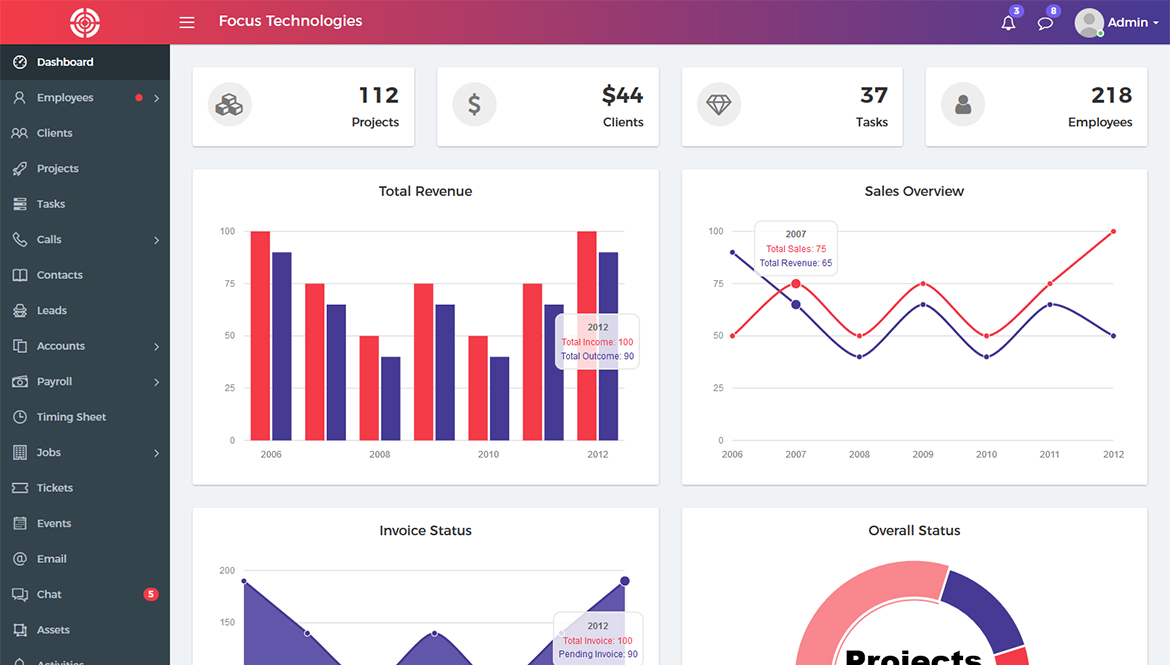 Focus Technologies
3
8
Admin
Dashboard
Employees
Clients
Projects
Tasks
Calls
Contacts
Leads
Accounts
Payroll
Timing Sheet
Jobs
Tickets
Events
Email
Chat
5
Assets
Activities
112
Projects
$44
Clients
37
Tasks
218
Employees
Total Revenue
100
75
50
25
0
2006
2008
2010
2012
2012
Total Income: 100
Total Outcome: 90
Sales Overview
100
75
50
25
0
2006
2007
2008
2009
2010
2011
2012
2007
Total Sales: 75
Total Revenue: 65
Invoice Status
200
150
2012
Total Invoice: 100
Pending Invoice: 90
Overall Status
Projects